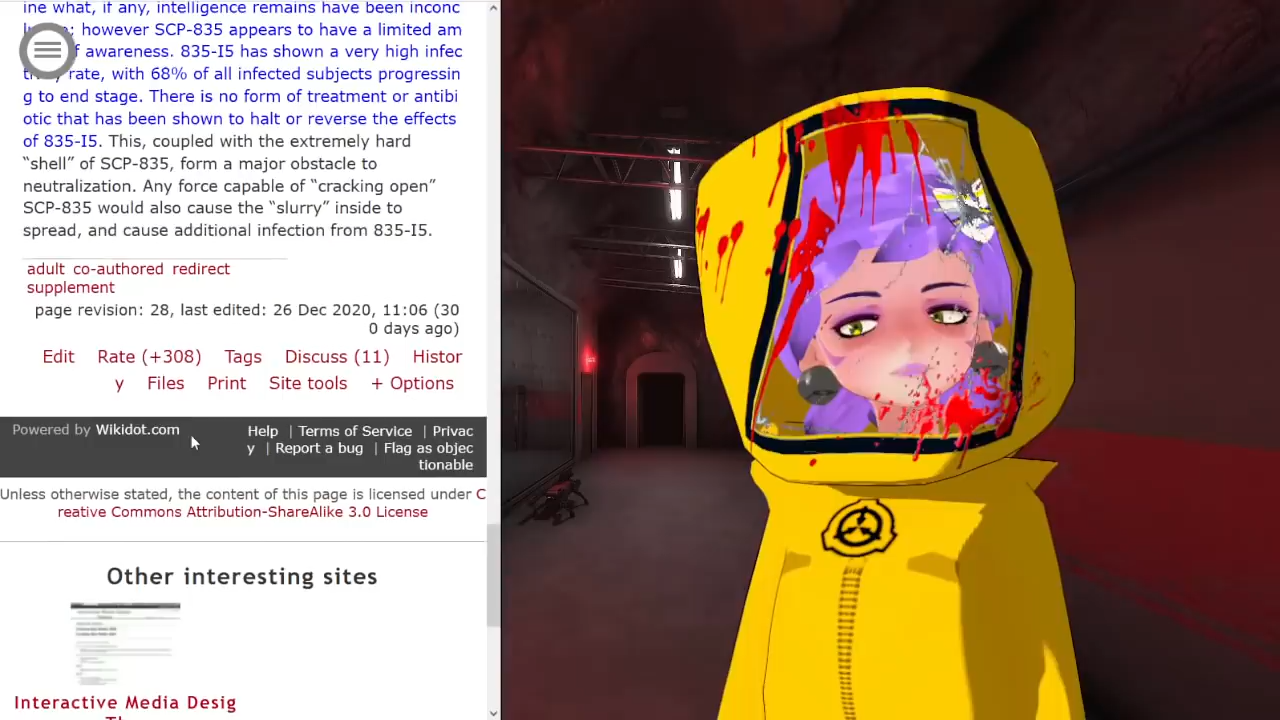 ine what, if any, intelligence remains have been inconc
however SCP-835 appears to have a limited am
f awareness. 835-I5 has shown a very high infec
rate, with 68% of all infected subjects progressin
g to end stage. There is no form of treatment or antibi
otic that has been shown to halt or reverse the effects
of 835-I5. This, coupled with the extremely hard
“shell” of SCP-835, form a major obstacle to
neutralization. Any force capable of “cracking open”
SCP-835 would also cause the “slurry” inside to
spread, and cause additional infection from 835-I5.
adult co-authored redirect
supplement
page revision: 28, last edited: 26 Dec 2020, 11:06 (30
0 days ago)
Edit Rate (+308) Tags Discuss (11) Histor
y Files Print Site tools + Options
Powered by Wikidot.com
Help | Terms of Service | Privac
y | Report a bug | Flag as objec
tionable
Unless otherwise stated, the content of this page is licensed under C
reative Commons Attribution-ShareAlike 3.0 License
Other interesting sites
Interactive Media Desig